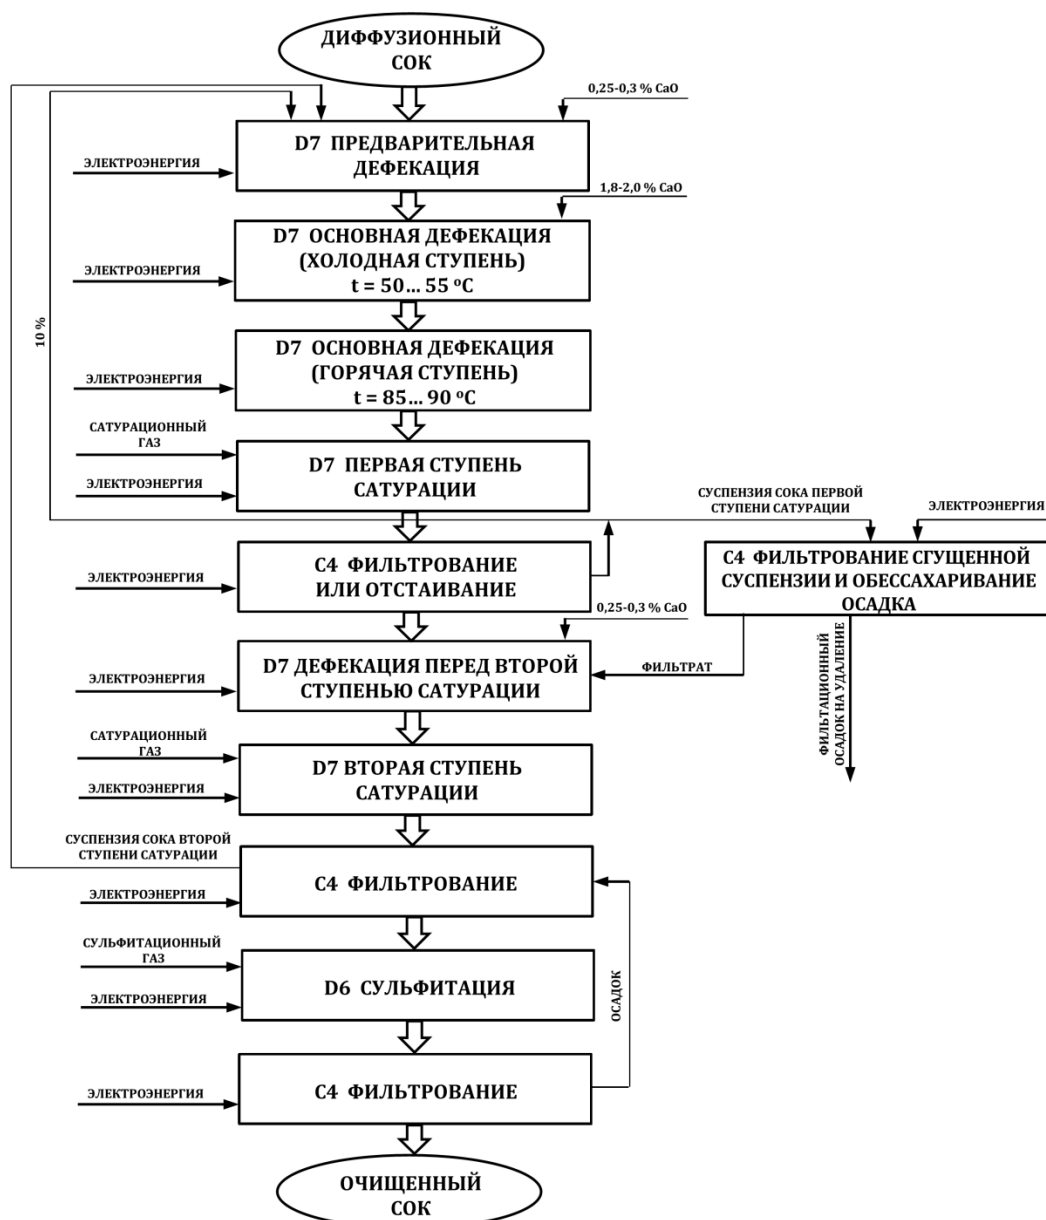 ДИФФУЗИОННЫЙ
СОК
0,25-0,3 % CaO
D7 ПРЕДВАРИТЕЛЬНАЯ
ДЕФЕКАЦИЯ
ЭЛЕКТРОЭНЕРГИЯ
1,8-2,0 % CaO
D7 ОСНОВНАЯ ДЕФЕКАЦИЯ
(ХОЛОДНАЯ СТУПЕНЬ)
t = 50... 55 ºC
ЭЛЕКТРОЭНЕРГИЯ
10 %
D7 ОСНОВНАЯ ДЕФЕКАЦИЯ
(ГОРЯЧАЯ СТУПЕНЬ)
t = 85... 90 ºC
ЭЛЕКТРОЭНЕРГИЯ
САТУРАЦИОННЫЙ
ГАЗ
D7 ПЕРВАЯ СТУПЕНЬ
САТУРАЦИИ
ЭЛЕКТРОЭНЕРГИЯ
СУСПЕНЗИЯ СОКА ПЕРВОЙ
СТУПЕНИ САТУРАЦИИ
ЭЛЕКТРОЭНЕРГИЯ
C4 ФИЛЬТРОВАНИЕ
ИЛИ ОТСТАИВАНИЕ
ЭЛЕКТРОЭНЕРГИЯ
C4 ФИЛЬТРОВАНИЕ СГУЩЕННОЙ
СУСПЕНЗИИ И ОБЕССАХАРИВАНИЕ
ОСАДКА
0,25-0,3 % CaO
D7 ДЕФЕКАЦИЯ ПЕРЕД ВТОРОЙ
СТУПЕНЬЮ САТУРАЦИИ
ЭЛЕКТРОЭНЕРГИЯ
ФИЛЬТРАТ
ФИЛЬТАЦИОННЫЙ
ОСАДОК НА УДАЛЕНИЕ
САТУРАЦИОННЫЙ
ГАЗ
D7 ВТОРАЯ СТУПЕНЬ
САТУРАЦИИ
ЭЛЕКТРОЭНЕРГИЯ
СУСПЕНЗИЯ СОКА ВТОРОЙ
СТУПЕНИ САТУРАЦИИ
C4 ФИЛЬТРОВАНИЕ
ЭЛЕКТРОЭНЕРГИЯ
СУЛЬФИТАЦИОННЫЙ
ГАЗ
D6 СУЛЬФИТАЦИЯ
ЭЛЕКТРОЭНЕРГИЯ
ОСАДОК
C4 ФИЛЬТРОВАНИЕ
ЭЛЕКТРОЭНЕРГИЯ
ОЧИЩЕННЫЙ
СОК